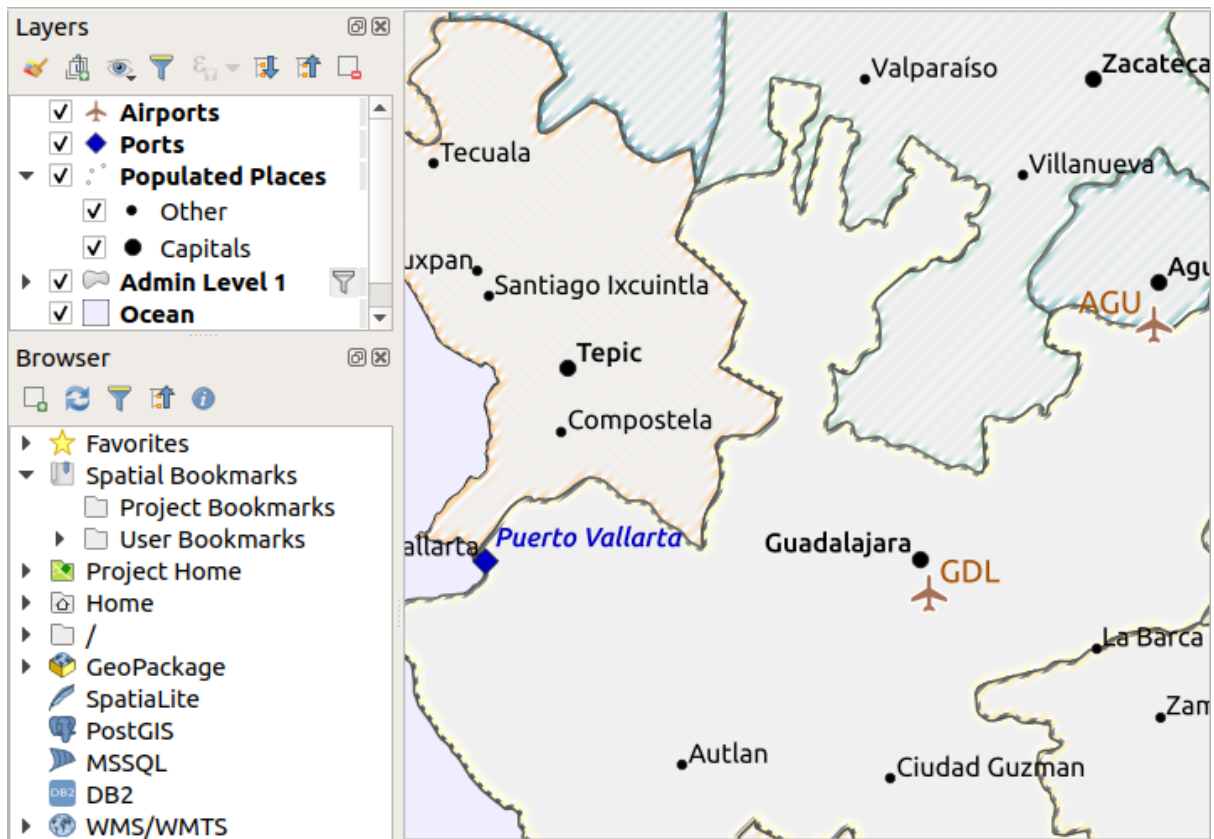 Layers
Airports
Ports
Populated Places
Other
Capitals
Admin Level 1
Ocean
Browser
Favorites
Spatial Bookmarks
Project Bookmarks
User Bookmarks
Project Home
Home
/
GeoPackage
SpatiaLite
PostGIS
MSSQL
DB2
DB2
WMS/WMTS
Valparaíso
Zacateca
Tecuala
Villanueva
uxpan
Santiago Ixcuintla
Agu
AGU
Tepic
Compostela
allarta
Puerto Vallarta
Guadalajara
GDL
La Barca
Zam
Autlan
Ciudad Guzman